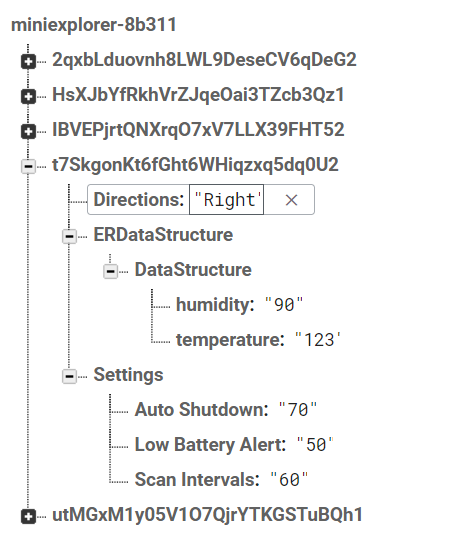 miniexplorer-8b311
2qxbLduovnh8LWL9DeseCV6qDeG2
HsXJbYfRkhVrZJqeOai3TZcb3Qz1
IBVEPjrtQNXrqO7xV7LLX39FHT52
t7SkgonKt6fGht6WHiqzxq5dq0U2
Directions: "Right'
ERDataStructure
DataStructure
humidity: "90"
temperature: "123'
Settings
Auto Shutdown: "70"
Low Battery Alert: "50"
Scan Intervals: "60"
utMGxM1y05V1O7QjrYTKGSTuBQh1